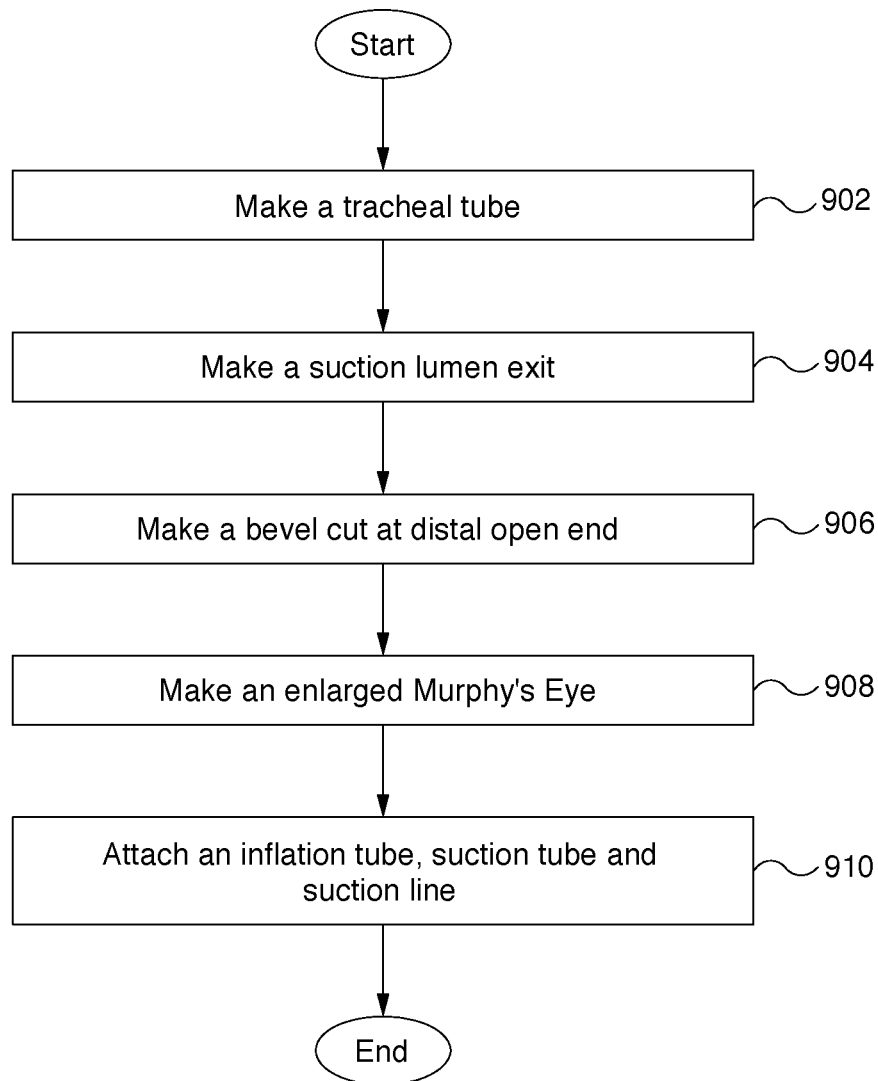 Start
Make a tracheal tube
902
Make a suction lumen exit
904
Make a bevel cut at distal open end
906
Make an enlarged Murphy's Eye
908
Attach an inflation tube, suction tube and
suction line
910
End